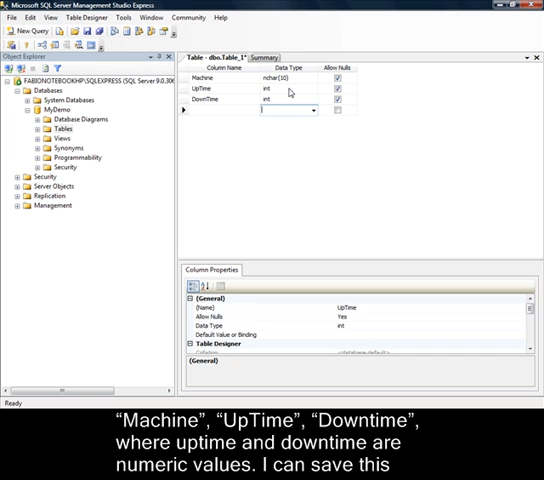 Microsoft SQL Server Management Studio Express
File Edit View Table Designer Tools Window Community Help
New Query
Object Explorer
Table - dbo.Table_1* Summary
Column Name Data Type Allow Nulls
FABIONOTEBOOKHP\SQLEXPRESS (SQL Server 9.0.306
Machine nchar(10)
Databases
UpTime int
System Databases
DownTime int
MyDemo
Database Diagrams
Tables
Views
Synonyms
Programmability
Security
Security
Server Objects
Replication
Management
Column Properties
(General)
(Name) UpTime
Allow Nulls Yes
Data Type int
Default Value or Binding
Table Designer
Collation <database default>
(General)
Ready
“Machine”, “UpTime”, “Downtime”,
where uptime and downtime are
numeric values. I can save this